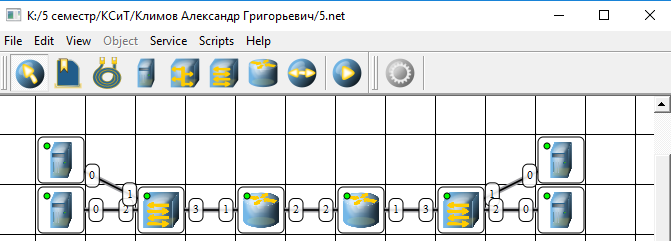 K:/5 семестр/КСиТ/Климов Александр Григорьевич/5.net
File Edit View Object Service Scripts Help
0 0
1 1
0 2 3 1 2 2 1 3 2 0